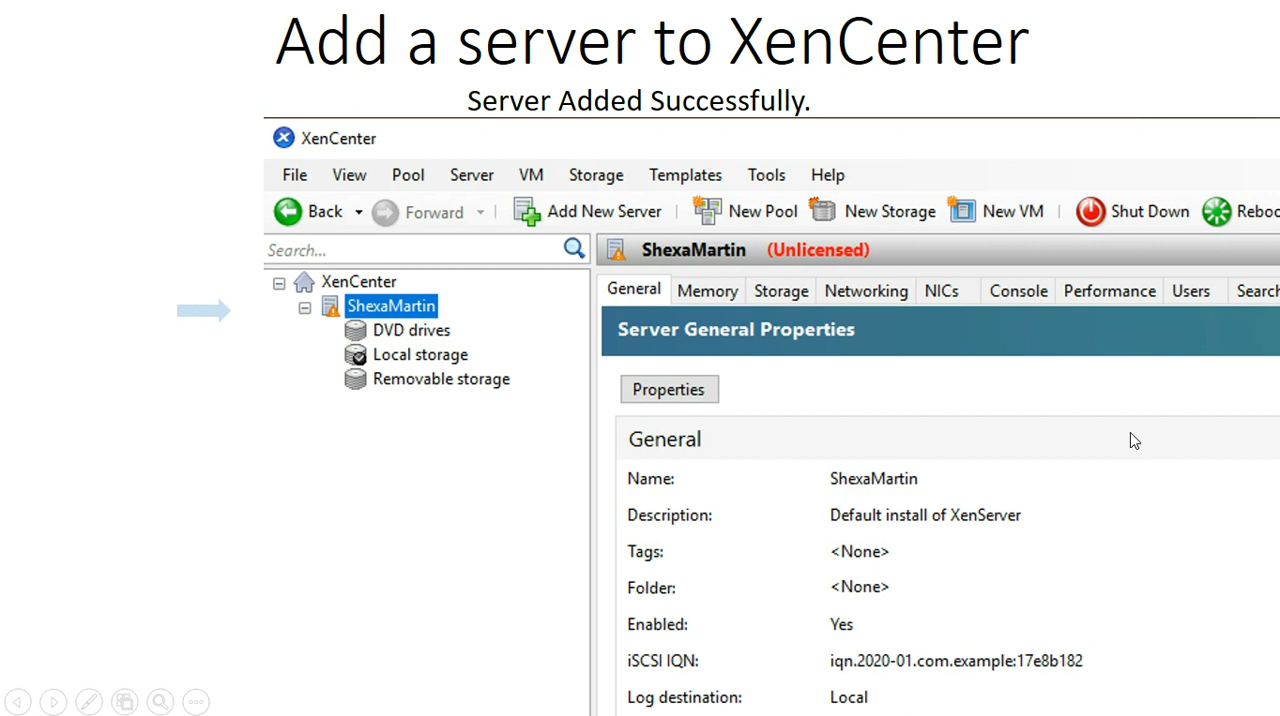 Add a server to XenCenter
Server Added Successfully.
XenCenter
File View Pool Server VM Storage Templates Tools Help
Back Forward Add New Server New Pool New Storage New VM Shut Down Reboo
Search... ShexaMartin (Unlicensed)
XenCenter
ShexaMartin
DVD drives
Local storage
Removable storage
General Memory Storage Networking NICs Console Performance Users Search
Server General Properties
Properties
General
Name: ShexaMartin
Description: Default install of XenServer
Tags: <None>
Folder: <None>
Enabled: Yes
iSCSI IQN: iqn.2020-01.com.example:17e8b182
Log destination: Local